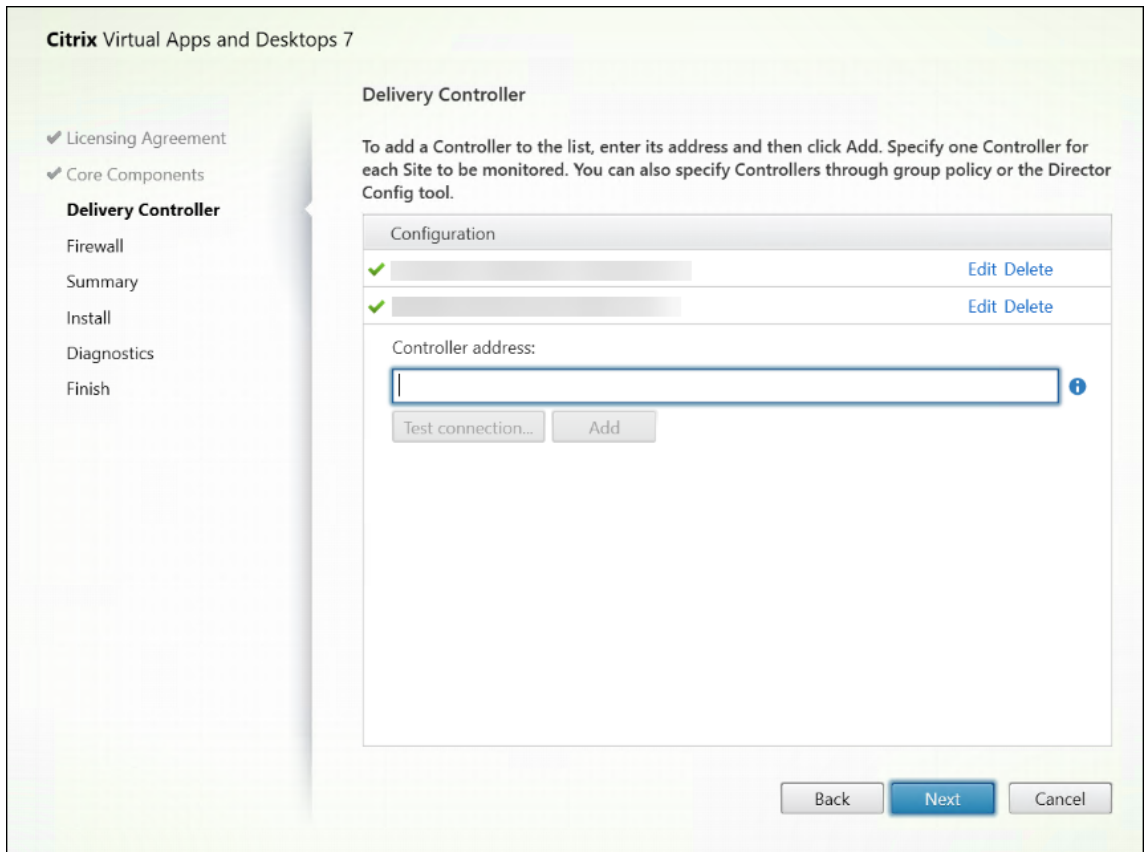 Citrix Virtual Apps and Desktops 7
Licensing Agreement
Core Components
Delivery Controller
Firewall
Summary
Install
Diagnostics
Finish
Delivery Controller
To add a Controller to the list, enter its address and then click Add. Specify one Controller for
each Site to be monitored. You can also specify Controllers through group policy or the Director
Config tool.
Configuration
Edit Delete
Edit Delete
Controller address:
Test connection... Add
Back Next Cancel